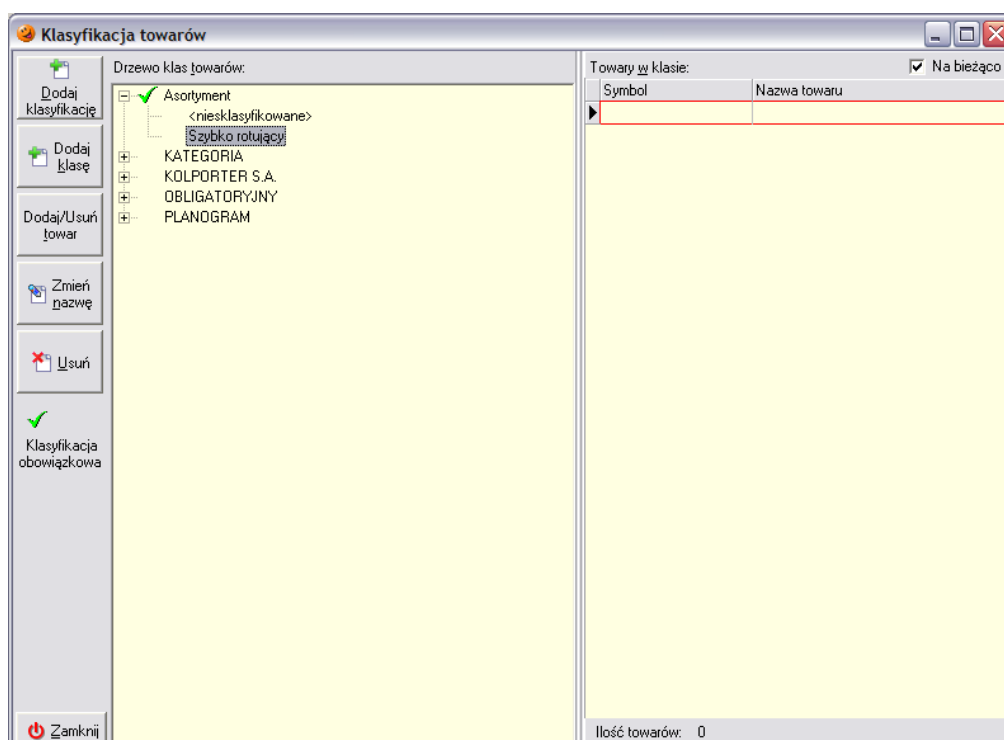 Klasyfikacja towarów
Dodaj
klasyfikację
Dodaj
klasę
Dodaj/Usuń
towar
Zmień
nazwę
Usuń
Klasyfikacja
obowiązkowa
Zamknij
Drzewo klas towarów:
Asortyment
<niesklasyfikowane>
Szybko rotujący
KATEGORIA
KOLPORTER S.A.
OBLIGATORYJNY
PLANOGRAM
Towary w klasie: Na bieżąco
Symbol Nazwa towaru
Ilość towarów: 0